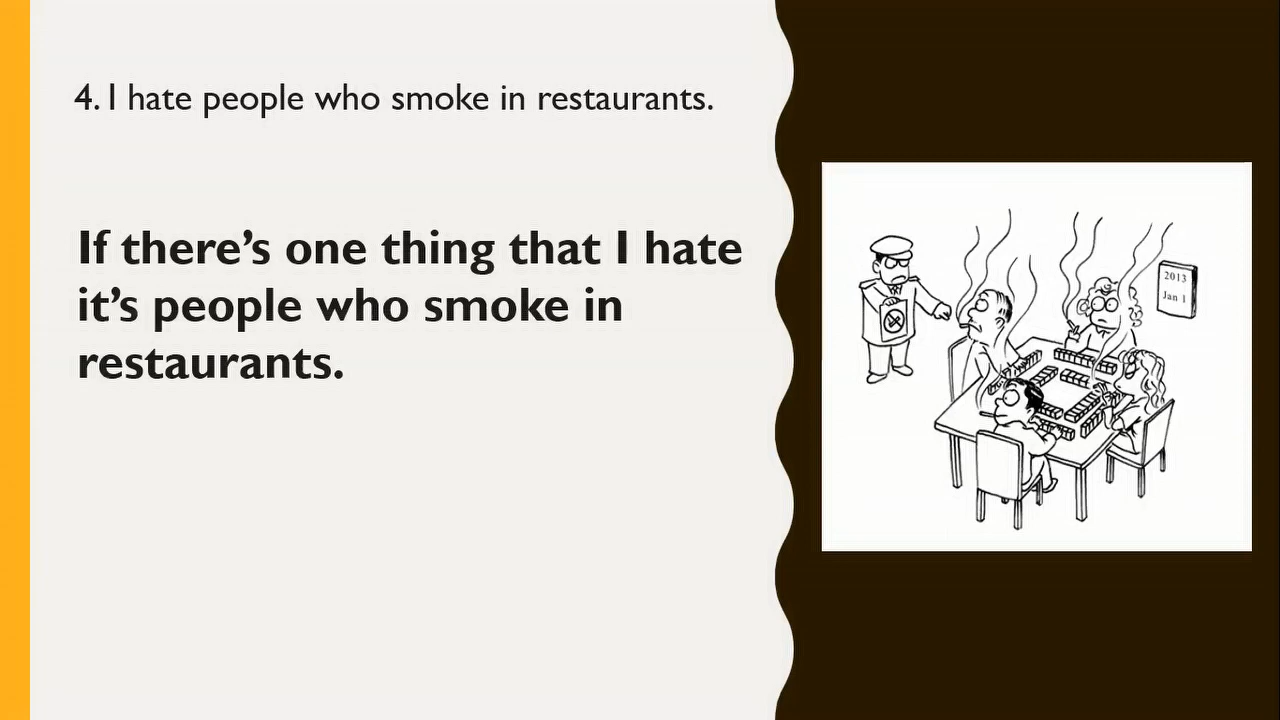 4. I hate people who smoke in restaurants.
If there's one thing that I hate
it's people who smoke in
restaurants.
2013
Jan 1